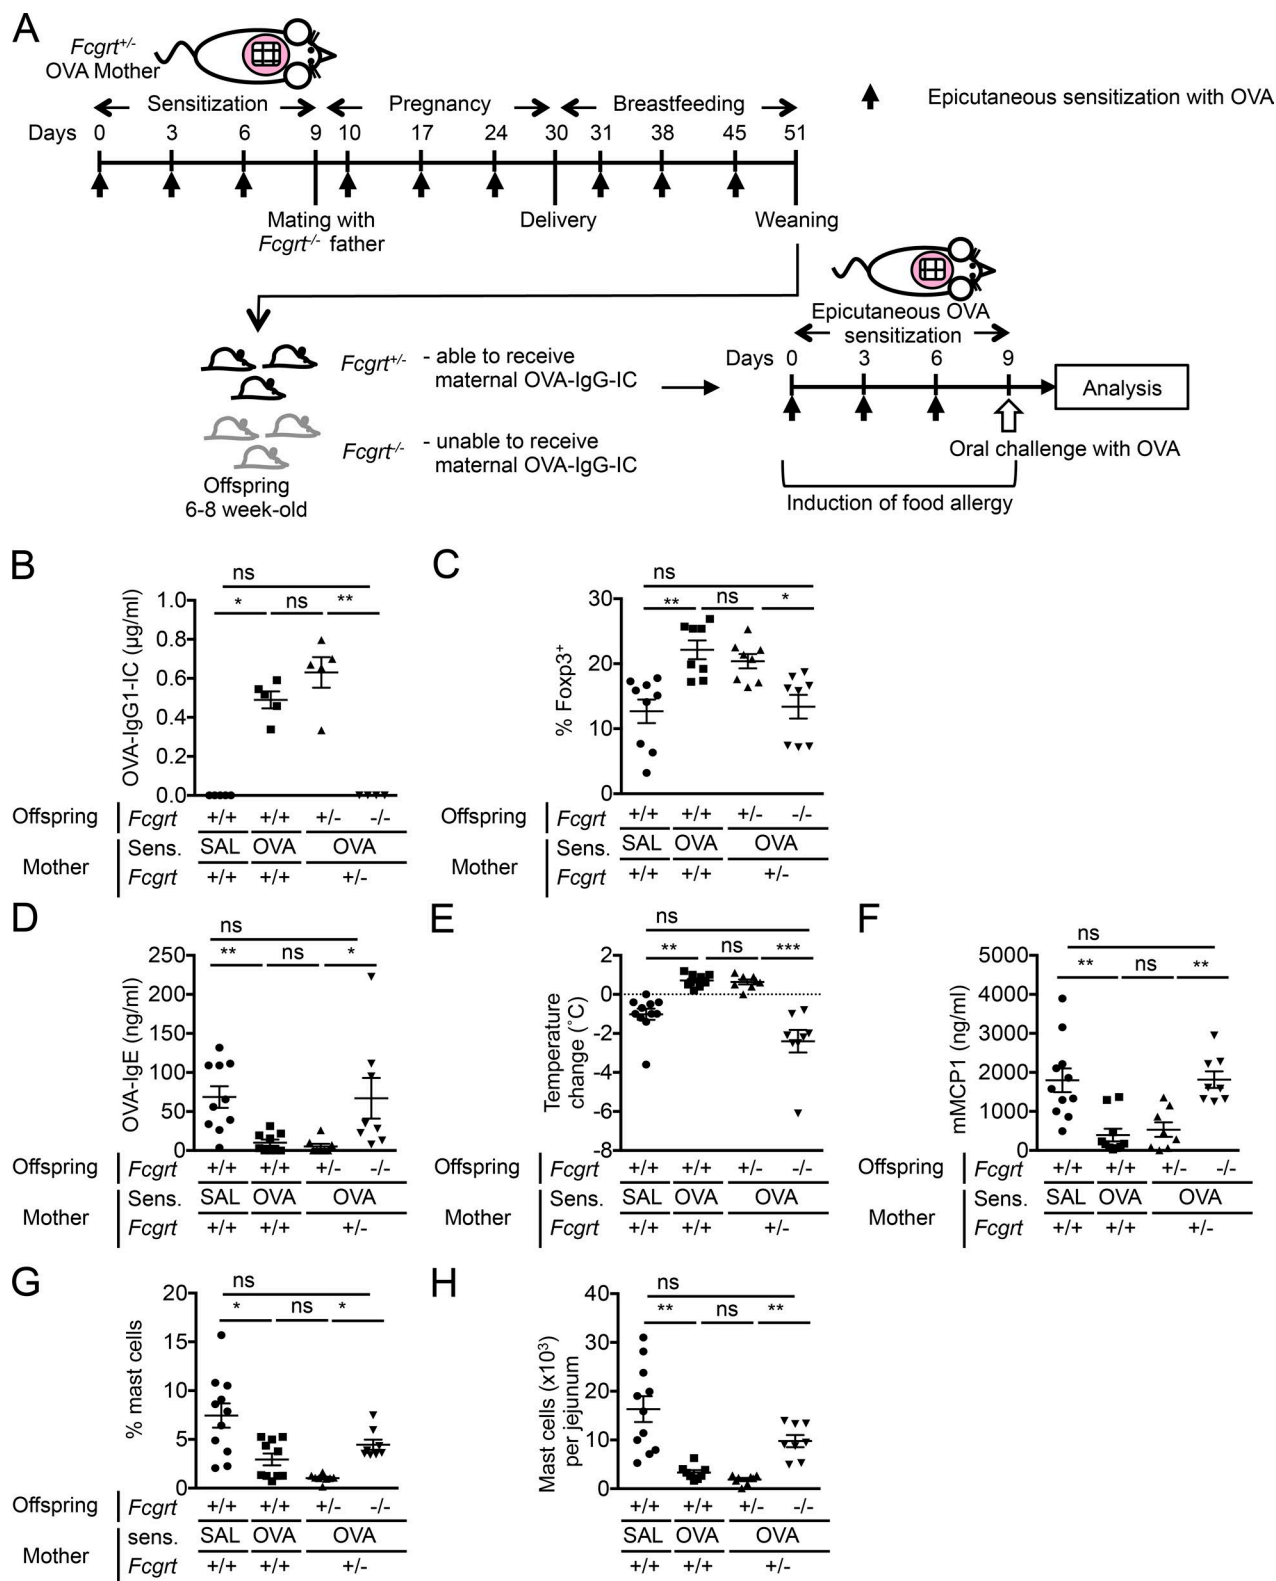 A
Fcgrt+/-
OVA Mother
Sensitization Pregnancy Breastfeeding
Epicutaneous sensitization with OVA
Days 0 3 6 9 10 17 24 30 31 38 45 51
Mating with Delivery Weaning
Fcgrt-/- father
Epicutaneous OVA
sensitization
Fcgrt+/- - able to receive
maternal OVA-IgG-IC
Days 0 3 6 9
Analysis
Fcgrt-/- - unable to receive
maternal OVA-IgG-IC
Oral challenge with OVA
Offspring
6-8 week-old
Induction of food allergy
B
ns
* ns **
OVA-IgG1-IC (µg/ml)
1.0
0.8
0.6
0.4
0.2
0.0
Offspring Fcgrt +/+ +/+ +/- -/-
Mother Sens. SAL OVA OVA
Fcgrt +/+ +/+ +/-
C
ns
** ns *
% Foxp3+
30
20
10
0
Offspring Fcgrt +/+ +/+ +/- -/-
Mother Sens. SAL OVA OVA
Fcgrt +/+ +/+ +/-
D
ns
** ns *
OVA-IgE (ng/ml)
250
200
150
100
50
0
Offspring Fcgrt +/+ +/+ +/- -/-
Mother Sens. SAL OVA OVA
Fcgrt +/+ +/+ +/-
E
ns
** ns ***
Temperature
change (˚C)
2
0
-2
-4
-6
-8
Offspring Fcgrt +/+ +/+ +/- -/-
Mother Sens. SAL OVA OVA
Fcgrt +/+ +/+ +/-
F
ns
** ns **
mMCP1 (ng/ml)
5000
4000
3000
2000
1000
0
Offspring Fcgrt +/+ +/+ +/- -/-
Mother Sens. SAL OVA OVA
Fcgrt +/+ +/+ +/-
G
ns
* ns *
% mast cells
20
15
10
5
0
Offspring Fcgrt +/+ +/+ +/- -/-
Mother sens. SAL OVA OVA
Fcgrt +/+ +/+ +/-
H
ns
** ns **
Mast cells (x103)
per jejunum
40
30
20
10
0
Offspring Fcgrt +/+ +/+ +/- -/-
Mother Sens. SAL OVA OVA
Fcgrt +/+ +/+ +/-